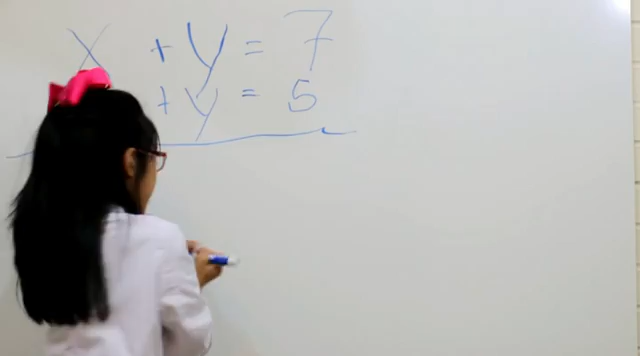 x + y = 7
+ y = 5